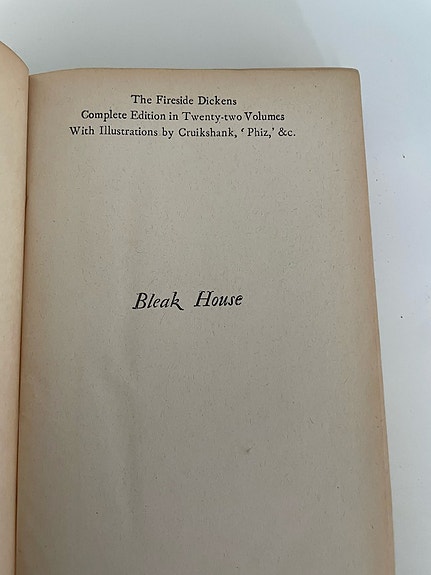 The Fireside Dickens
Complete Edition in Twenty-two Volumes
With Illustrations by Cruikshank, ‘ Phiz,’ &c.
Bleak House